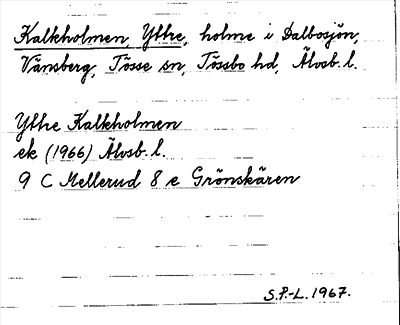 Kalkholmen, Yttre, holme i Dalbosjön,
Vänsberg, Tösse sn, Tössbo hd, Älvsb. l.
Yttre Kalkholmen
ek (1966) Älvsb. l.
9 C Mellerud 8 e Grönskären
S.P.-L. 1967.